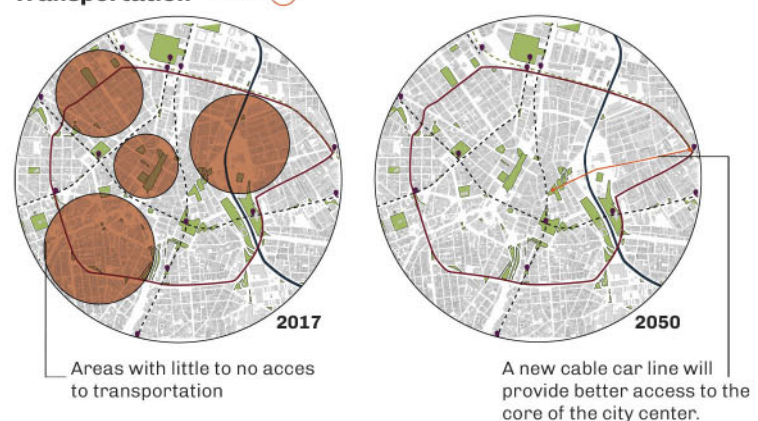 Transportation
2017
2050
Areas with little to no acces
to transportation
A new cable car line will
provide better access to the
core of the city center.